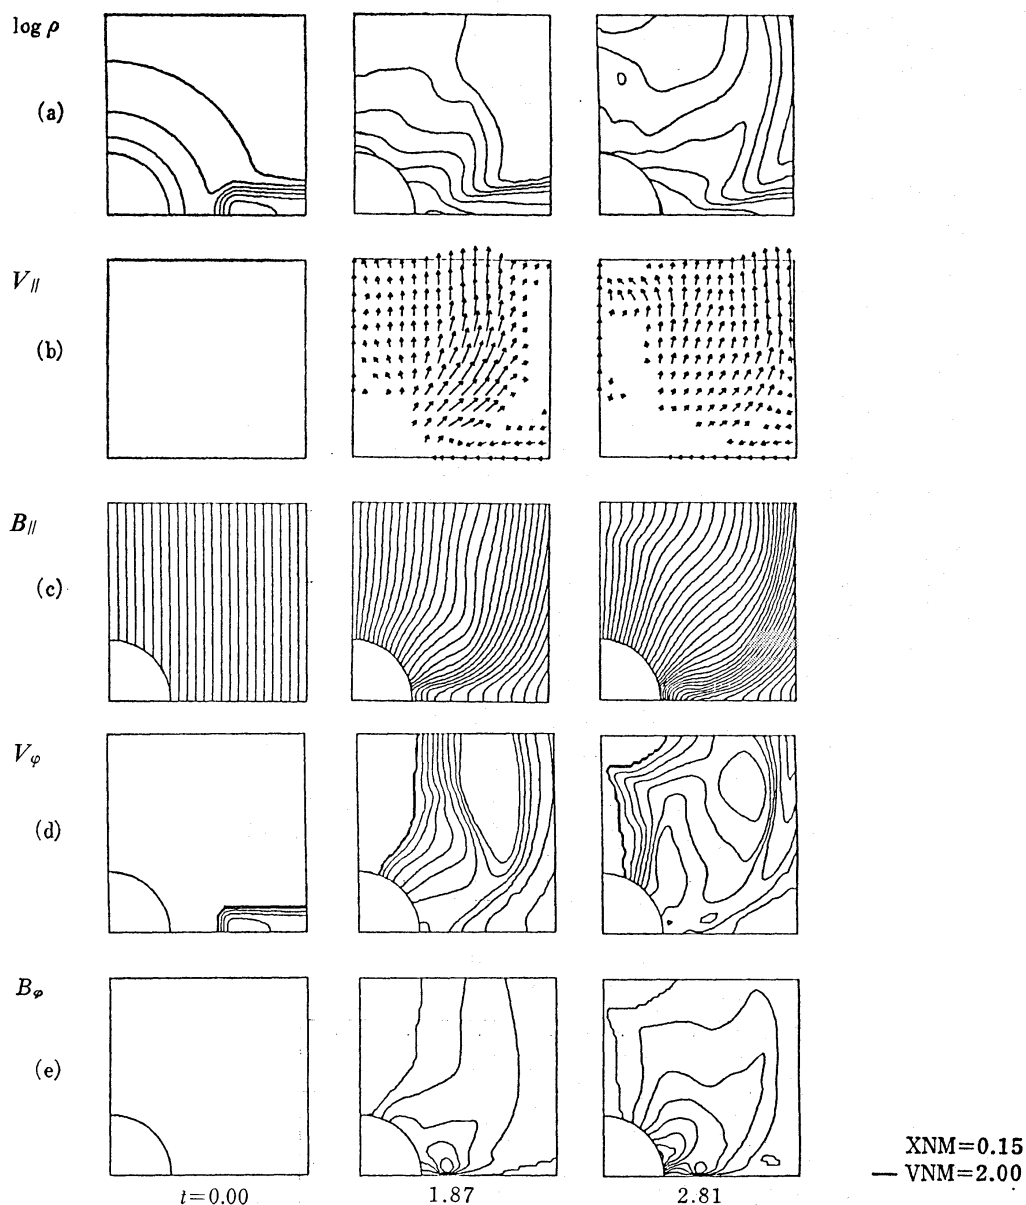 log ρ
(a)
V∥
(b)
B∥
(c)
Vφ
(d)
Bφ
(e)
t=0.00 1.87 2.81
XNM=0.15
— VNM=2.00